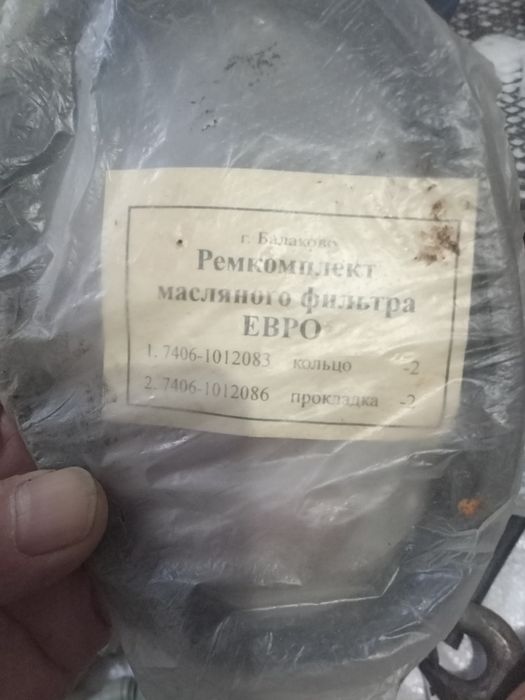 г. Балаково
Ремкомплект
масляного фильтра
ЕВРО
1. 7406-1012083 кольцо -2
2. 7406-1012086 прокладка -2